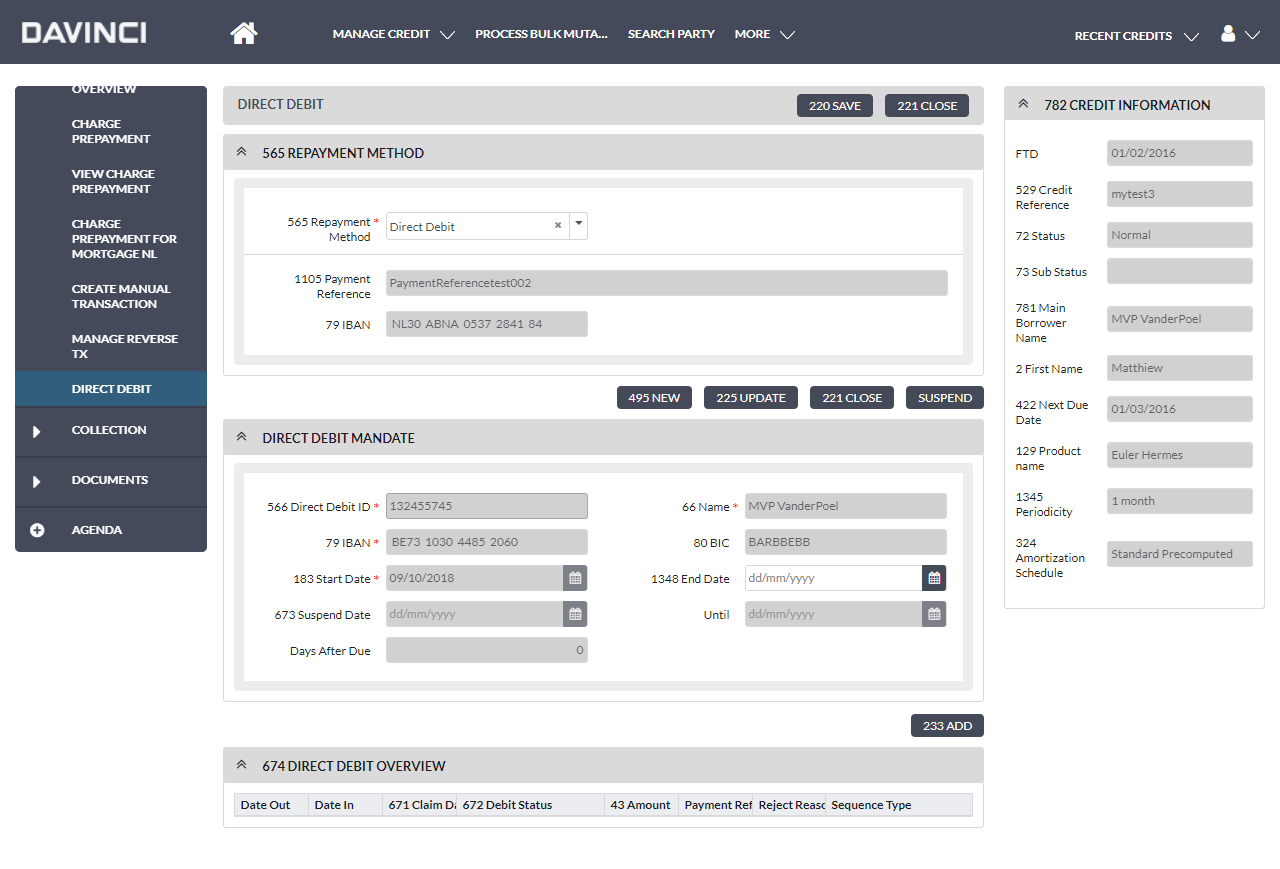 DAVINCI
MANAGE CREDIT
PROCESS BULK MUTA...
SEARCH PARTY
MORE
RECENT CREDITS
OVERVIEW
CHARGE
PREPAYMENT
VIEW CHARGE
PREPAYMENT
CHARGE
PREPAYMENT FOR
MORTGAGE NL
CREATE MANUAL
TRANSACTION
MANAGE REVERSE
TX
DIRECT DEBIT
COLLECTION
DOCUMENTS
AGENDA
DIRECT DEBIT
220 SAVE
221 CLOSE
565 REPAYMENT METHOD
565 Repayment *
Method
Direct Debit
1105 Payment
Reference
PaymentReferencetest002
79 IBAN
NL30 ABNA 0537 2841 84
495 NEW
225 UPDATE
221 CLOSE
SUSPEND
DIRECT DEBIT MANDATE
566 Direct Debit ID *
132455745
66 Name *
MVP VanderPoel
79 IBAN *
BE73 1030 4485 2060
80 BIC
BARBBEBB
183 Start Date *
09/10/2018
1348 End Date
dd/mm/yyyy
673 Suspend Date
dd/mm/yyyy
Until
dd/mm/yyyy
Days After Due
0
233 ADD
674 DIRECT DEBIT OVERVIEW
Date Out
Date In
671 Claim Da
672 Debit Status
43 Amount
Payment Ref
Reject Reaso
Sequence Type
782 CREDIT INFORMATION
FTD
01/02/2016
529 Credit
Reference
mytest3
72 Status
Normal
73 Sub Status
781 Main
Borrower
Name
MVP VanderPoel
2 First Name
Matthiew
422 Next Due
Date
01/03/2016
129 Product
name
Euler Hermes
1345
Periodicity
1 month
324
Amortization
Schedule
Standard Precomputed